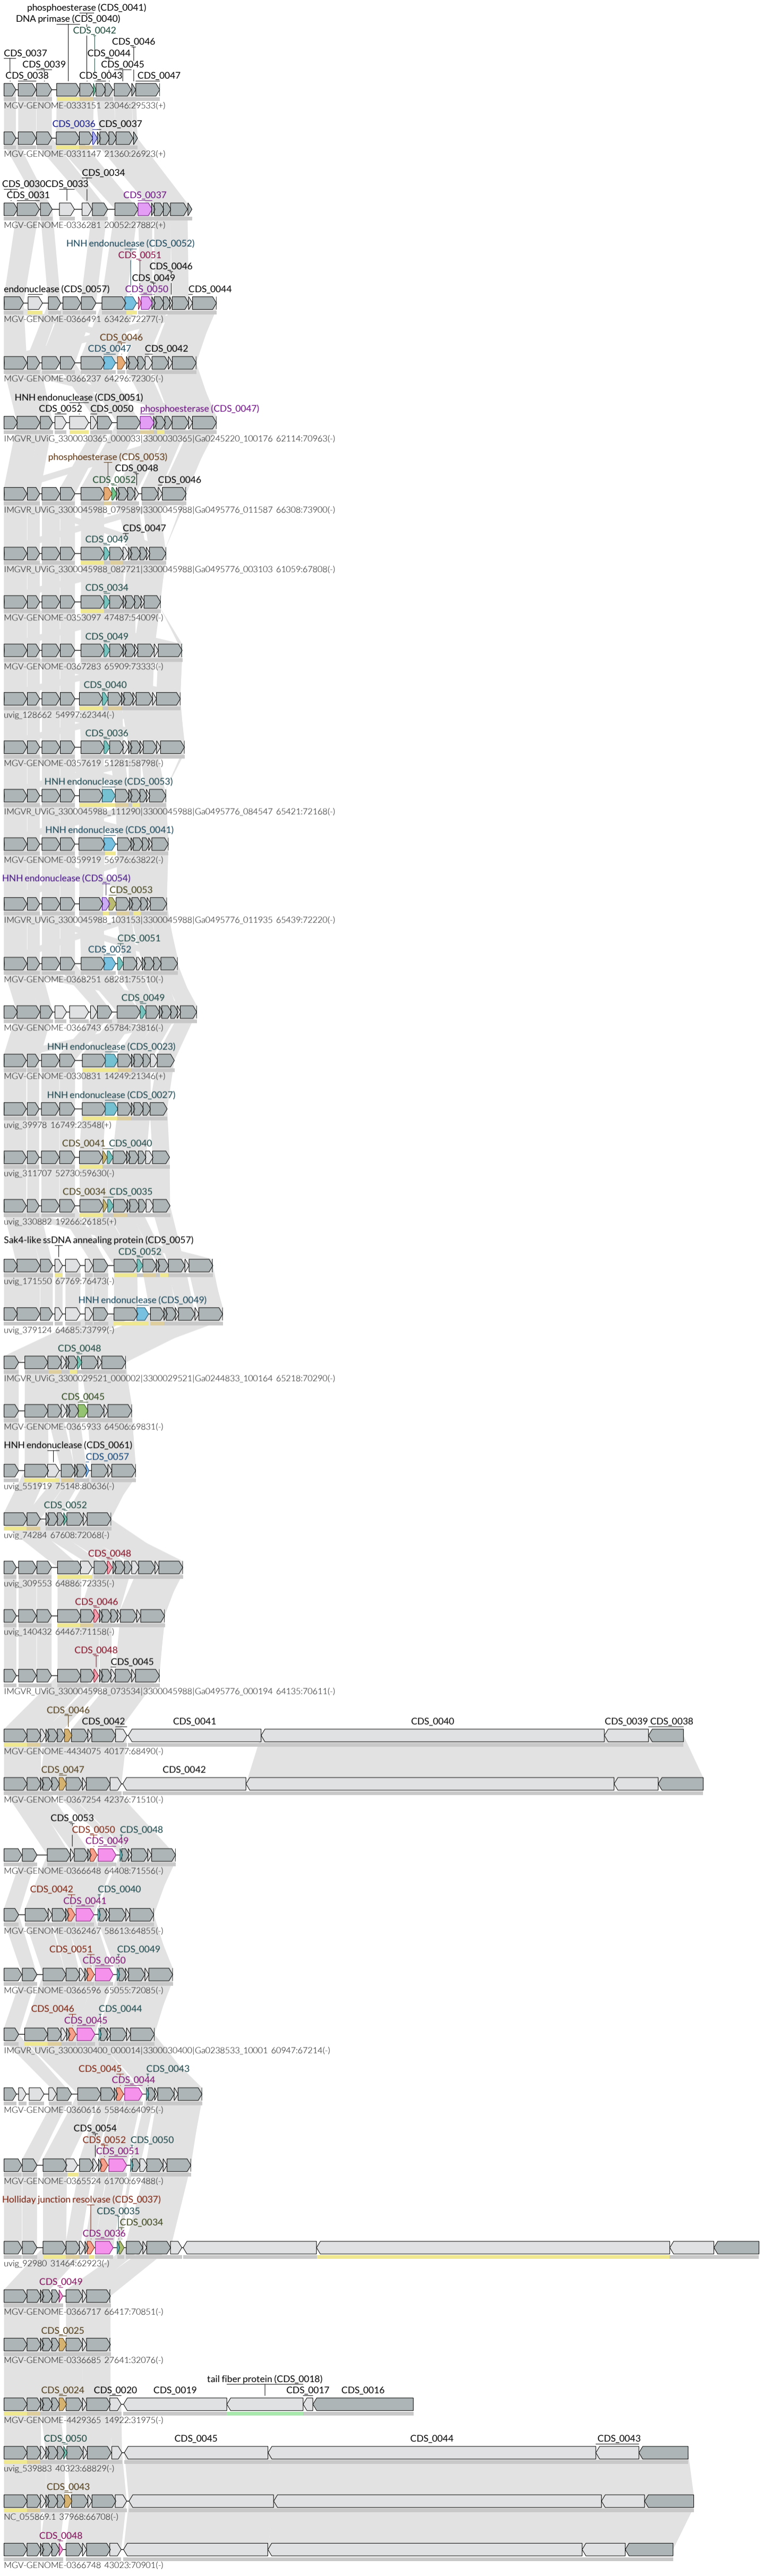 phosphoesterase (CDS_0041)
DNA primase (CDS_0040)
CDS_0042
CDS_0046
CDS_0037 CDS_0044
CDS_0039 CDS_0045
CDS_0038 CDS_0043 CDS_0047
MGV-GENOME-0333151 23046:29533(+)
CDS_0036 CDS_0037
MGV-GENOME-0331147 21360:26923(+)
CDS_0034
CDS_0030 CDS_0033
CDS_0031 CDS_0037
MGV-GENOME-0336281 20052:27882(+)
HNH endonuclease (CDS_0052)
CDS_0051
CDS_0046
CDS_0049
endonuclease (CDS_0057) CDS_0050 CDS_0044
MGV-GENOME-0366491 63426:72277(-)
CDS_0046
CDS_0047 CDS_0042
MGV-GENOME-0366237 64296:72305(-)
HNH endonuclease (CDS_0051)
CDS_0052 CDS_0050 phosphoesterase (CDS_0047)
IMGVR_UViG_3300030365_000033|3300030365|Ga0245220_100176 62114:70963(-)
phosphoesterase (CDS_0053)
CDS_0048
CDS_0052 CDS_0046
IMGVR_UViG_3300045988_079589|3300045988|Ga0495776_011587 66308:73900(-)
CDS_0047
CDS_0049
IMGVR_UViG_3300045988_082721|3300045988|Ga0495776_003103 61059:67808(-)
CDS_0034
MGV-GENOME-0353097 47487:54009(-)
CDS_0049
MGV-GENOME-0367283 65909:73333(-)
CDS_0040
uvig_128662 54997:62344(-)
CDS_0036
MGV-GENOME-0357619 51281:58798(-)
HNH endonuclease (CDS_0053)
IMGVR_UViG_3300045988_111290|3300045988|Ga0495776_084547 65421:72168(-)
HNH endonuclease (CDS_0041)
MGV-GENOME-0359919 56976:63822(-)
HNH endonuclease (CDS_0054)
CDS_0053
IMGVR_UViG_3300045988_103153|3300045988|Ga0495776_011935 65439:72220(-)
CDS_0051
CDS_0052
MGV-GENOME-0368251 68281:75510(-)
CDS_0049
MGV-GENOME-0366743 65784:73816(-)
HNH endonuclease (CDS_0023)
MGV-GENOME-0330831 14249:21346(+)
HNH endonuclease (CDS_0027)
uvig_39978 16749:23548(+)
CDS_0041 CDS_0040
uvig_311707 52730:59630(-)
CDS_0034 CDS_0035
uvig_330882 19266:26185(+)
Sak4-like ssDNA annealing protein (CDS_0057)
CDS_0052
uvig_171550 67769:76473(-)
HNH endonuclease (CDS_0049)
uvig_379124 64685:73799(-)
CDS_0048
IMGVR_UViG_3300029521_000002|3300029521|Ga0244833_100164 65218:70290(-)
CDS_0045
MGV-GENOME-0365933 64506:69831(-)
HNH endonuclease (CDS_0061)
CDS_0057
uvig_551919 75148:80636(-)
CDS_0052
uvig_74284 67608:72068(-)
CDS_0048
uvig_309553 64886:72335(-)
CDS_0046
uvig_140432 64467:71158(-)
CDS_0048
CDS_0045
IMGVR_UViG_3300045988_073534|3300045988|Ga0495776_000194 64135:70611(-)
CDS_0046
CDS_0042 CDS_0041 CDS_0040 CDS_0039 CDS_0038
MGV-GENOME-4434075 40177:68490(-)
CDS_0047 CDS_0042
MGV-GENOME-0367254 42376:71510(-)
CDS_0053
CDS_0050 CDS_0048
CDS_0049
MGV-GENOME-0366648 64408:71556(-)
CDS_0042 CDS_0040
CDS_0041
MGV-GENOME-0362467 58613:64855(-)
CDS_0051 CDS_0049
CDS_0050
MGV-GENOME-0366596 65055:72085(-)
CDS_0046 CDS_0044
CDS_0045
IMGVR_UViG_3300030400_000014|3300030400|Ga0238533_10001 60947:67214(-)
CDS_0045 CDS_0043
CDS_0044
MGV-GENOME-0360616 55846:64095(-)
CDS_0054
CDS_0052 CDS_0050
CDS_0051
MGV-GENOME-0365524 61700:69488(-)
Holliday junction resolvase (CDS_0037)
CDS_0035
CDS_0034
CDS_0036
uvig_92980 31464:62923(-)
CDS_0049
MGV-GENOME-0366717 66417:70851(-)
CDS_0025
MGV-GENOME-0336685 27641:32076(-)
tail fiber protein (CDS_0018)
CDS_0024 CDS_0020 CDS_0019 CDS_0017 CDS_0016
MGV-GENOME-4429365 14922:31975(-)
CDS_0050 CDS_0045 CDS_0044 CDS_0043
uvig_539883 40323:68829(-)
CDS_0043
NC_055869.1 37968:66708(-)
CDS_0048
MGV-GENOME-0366748 43023:70901(-)